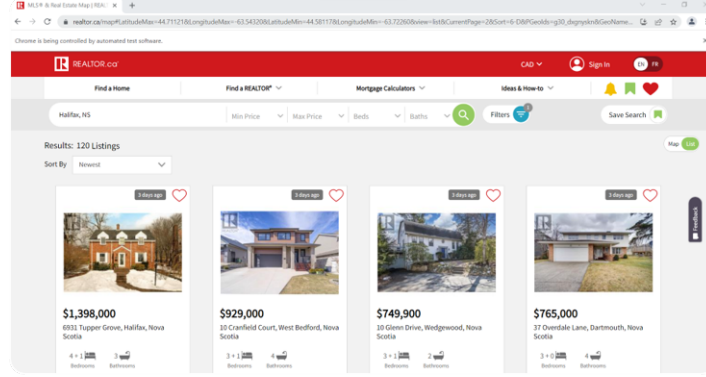 MLS® & Real Estate Map | REAL
realtor.ca/map#LatitudeMax=44.71121&LongitudeMax=-63.54320&LatitudeMin=44.58117&LongitudeMin=-63.72260&view=list&CurrentPage=2&Sort=6-D&PGeoIds=g30_dxgnyskn&GeoName...
Chrome is being controlled by automated test software.
REALTOR.ca®
CAD
Sign In
EN FR
Find a Home
Find a REALTOR®
Mortgage Calculators
Ideas & How-to
Halifax, NS
Min Price
Max Price
Beds
Baths
Filters
Save Search
Results: 120 Listings
Map List
Sort By Newest
3 days ago
3 days ago
3 days ago
3 days ago
Feedback
$1,398,000
6931 Tupper Grove, Halifax, Nova
Scotia
4 + 1
3
Bedrooms
Bathrooms
$929,000
10 Cranfield Court, West Bedford, Nova
Scotia
3 + 1
4
Bedrooms
Bathrooms
$749,900
10 Glenn Drive, Wedgewood, Nova
Scotia
3 + 1
2
Bedrooms
Bathrooms
$765,000
37 Overdale Lane, Dartmouth, Nova
Scotia
3 + 0
4
Bedrooms
Bathrooms